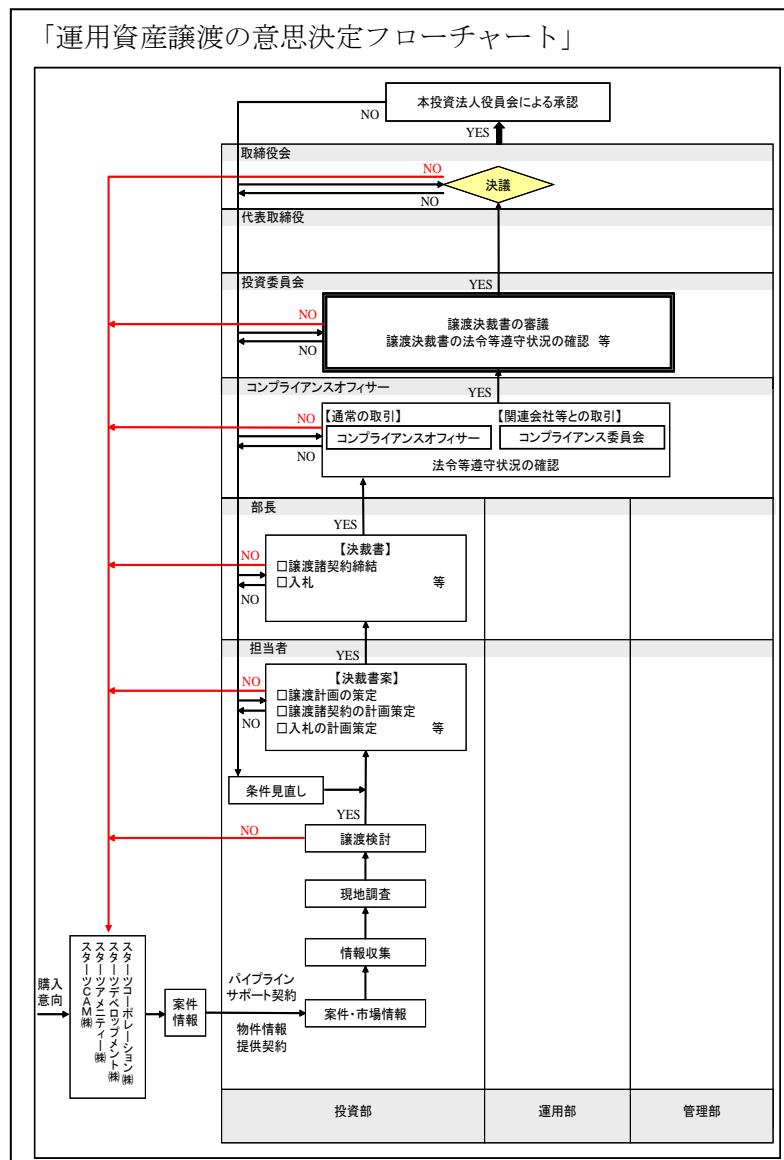 「運用資産譲渡の意思決定フローチャート」
本投資法人役員会による承認
NO
YES
取締役会
NO
決議
NO
代表取締役
投資委員会
YES
NO
譲渡決裁書の審議
譲渡決裁書の法令等遵守状況の確認 等
NO
コンプライアンスオフィサー
YES
【通常の取引】
【関連会社等との取引】
NO
コンプライアンスオフィサー
コンプライアンス委員会
NO
法令等遵守状況の確認
部長
YES
【決裁書】
NO
□譲渡諸契約締結
□入札 等
NO
担当者
YES
【決裁書案】
NO
□譲渡計画の策定
□譲渡諸契約の計画策定
□入札の計画策定 等
NO
条件見直し
YES
NO
譲渡検討
現地調査
情報収集
購入
意向
スターツコーポレーション㈱
スターツデベロップメント㈱
スターツアメニティー㈱
スターツCAM㈱
案件
情報
パイプライン
サポート契約
物件情報
提供契約
案件・市場情報
投資部
運用部
管理部